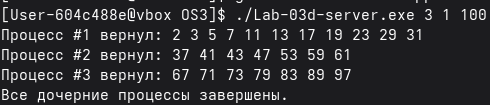 [User-604c488e@vbox OS3]$ ./Lab-03d-server.exe 3 1 100
Процесс #1 вернул: 2 3 5 7 11 13 17 19 23 29 31
Процесс #2 вернул: 37 41 43 47 53 59 61
Процесс #3 вернул: 67 71 73 79 83 89 97
Все дочерние процессы завершены.